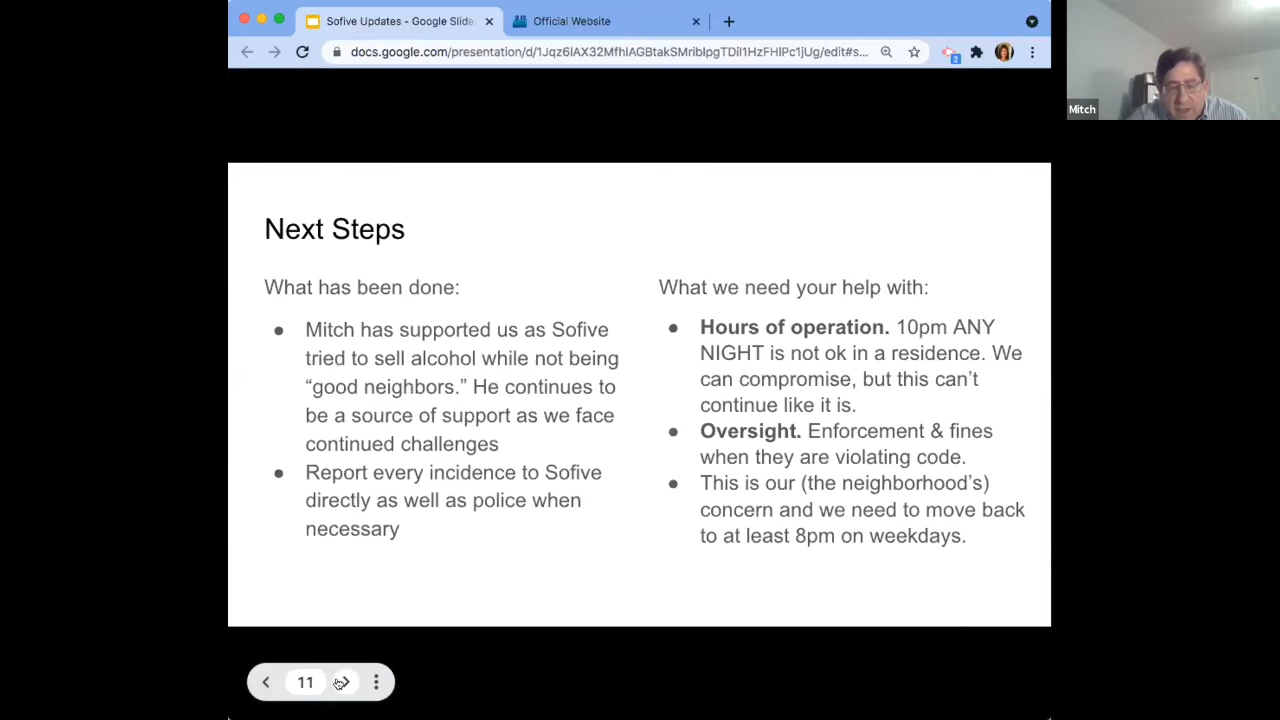 Sofive Updates - Google Slide
Official Website
docs.google.com/presentation/d/1Jqz6lAX32MfhlAGBtakSMribIpgTDil1HzFHlPc1jUg/edit#s...
2
Mitch
Next Steps
What has been done:
● Mitch has supported us as Sofive
tried to sell alcohol while not being
“good neighbors.” He continues to
be a source of support as we face
continued challenges
● Report every incidence to Sofive
directly as well as police when
necessary
What we need your help with:
● Hours of operation. 10pm ANY
NIGHT is not ok in a residence. We
can compromise, but this can’t
continue like it is.
● Oversight. Enforcement & fines
when they are violating code.
● This is our (the neighborhood’s)
concern and we need to move back
to at least 8pm on weekdays.
11